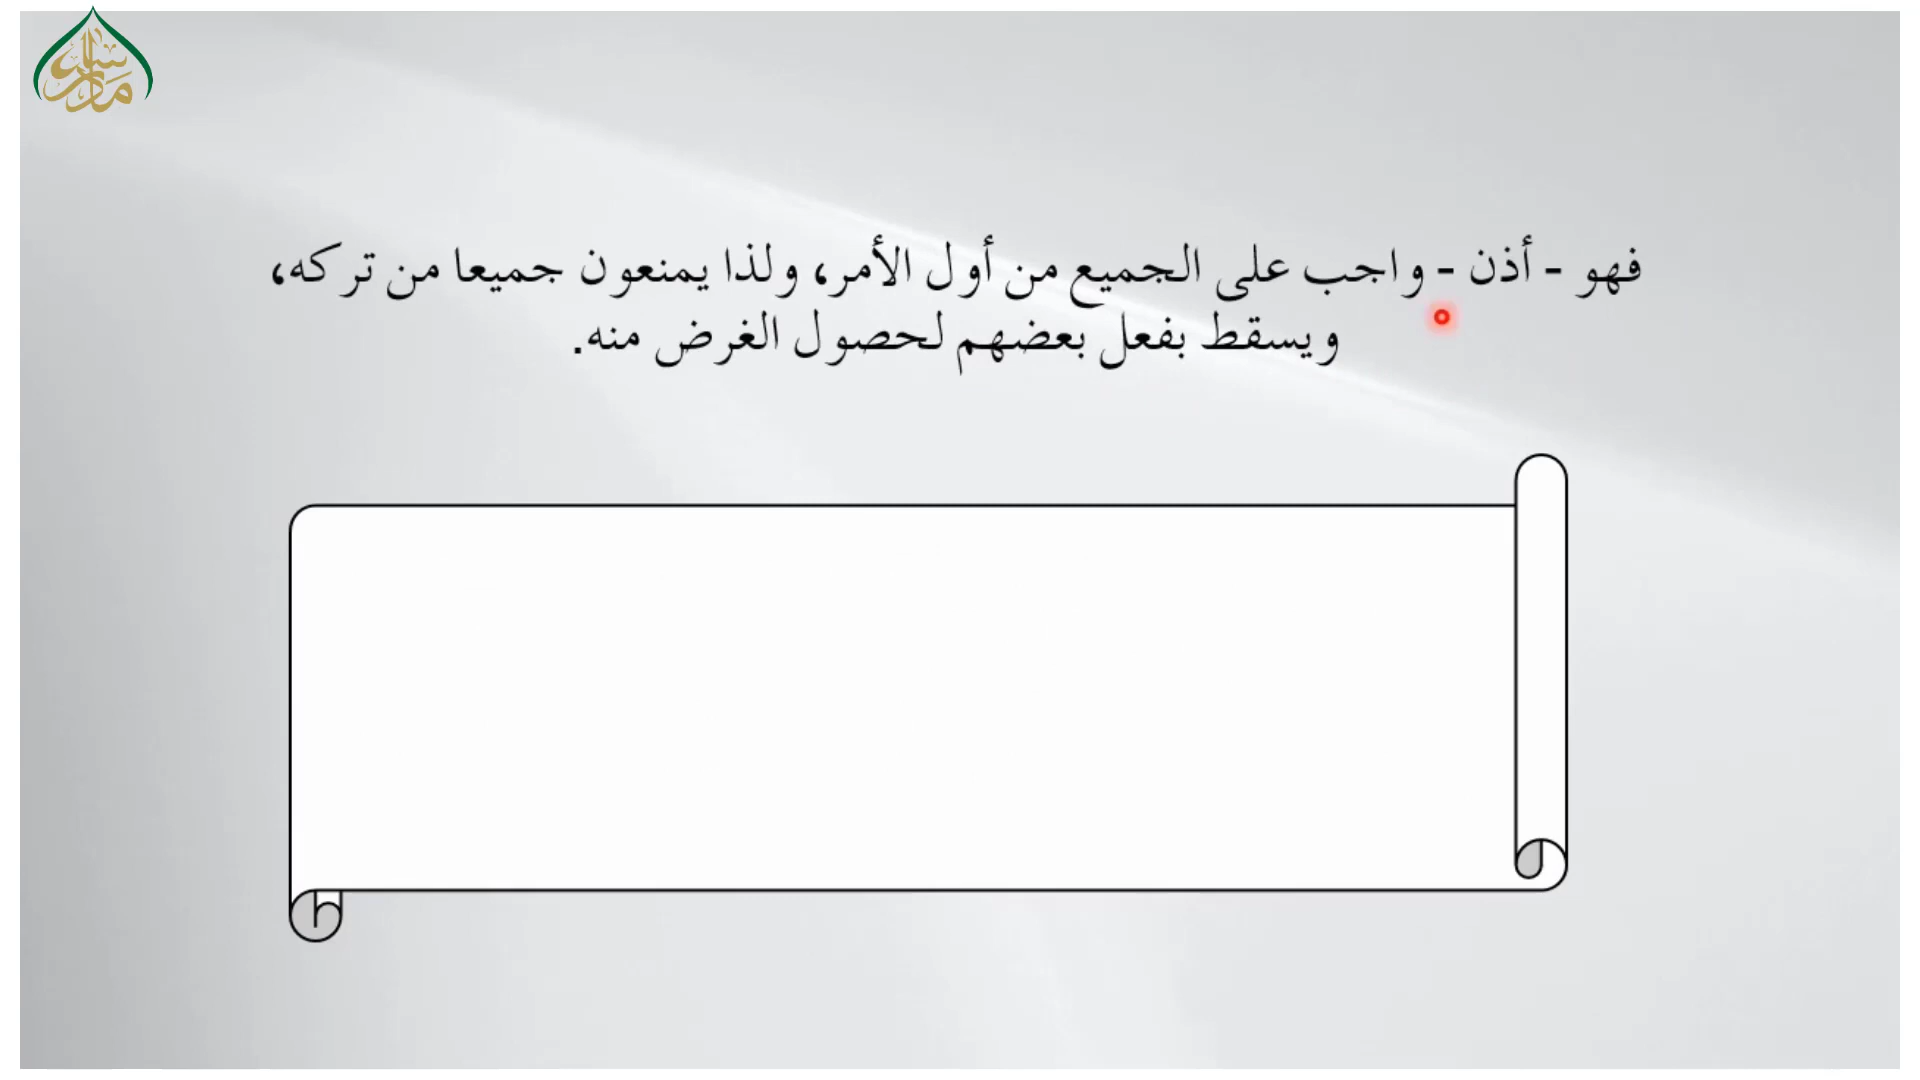 فهو - أذن - واجب على الجميع من أول الأمر، ولذا يمنعون جميعا من تركه،
ويسقط بفعل بعضهم لحصول الغرض منه.